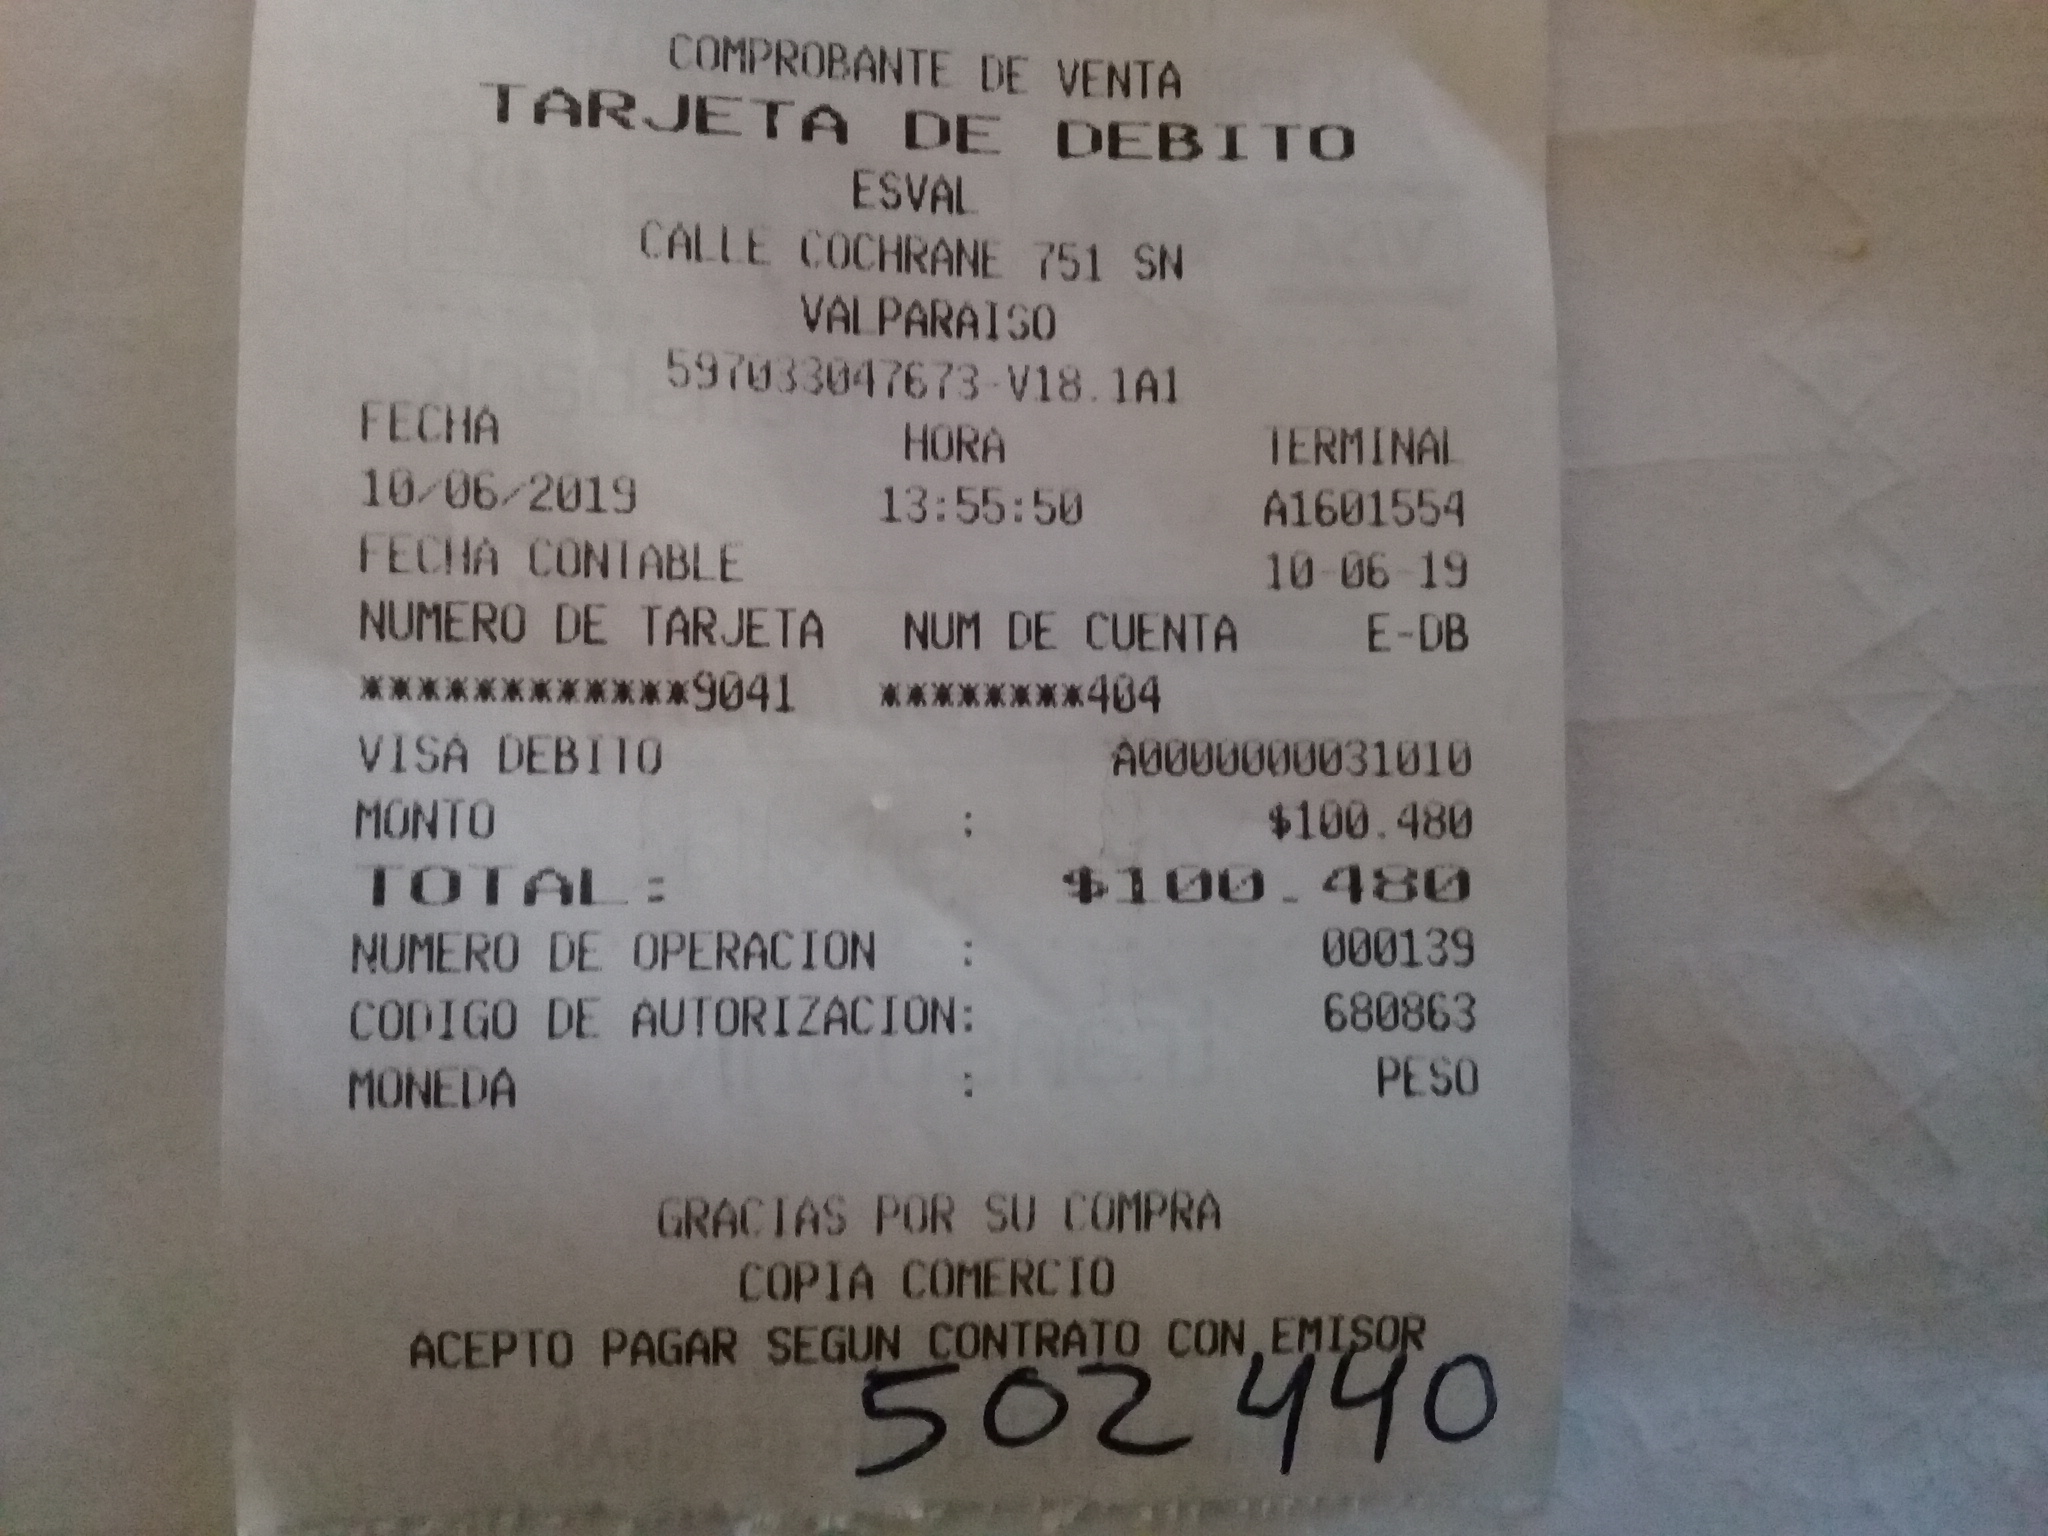 COMPROBANTE DE VENTA
TARJETA DE DEBITO
ESVAL
CALLE COCHRANE 751 SN
VALPARAISO
597033047673-V18.1A1
FECHA HORA TERMINAL
10/06/2019 13:55:50 A1601554
FECHA CONTABLE 10-06-19
NUMERO DE TARJETA NUM DE CUENTA E-DB
************9041 ********404
VISA DEBITO A0000000031010
MONTO : $100.480
TOTAL: $100.480
NUMERO DE OPERACION : 000139
CODIGO DE AUTORIZACION: 680863
MONEDA : PESO
GRACIAS POR SU COMPRA
COPIA COMERCIO
ACEPTO PAGAR SEGUN CONTRATO CON EMISOR
502440